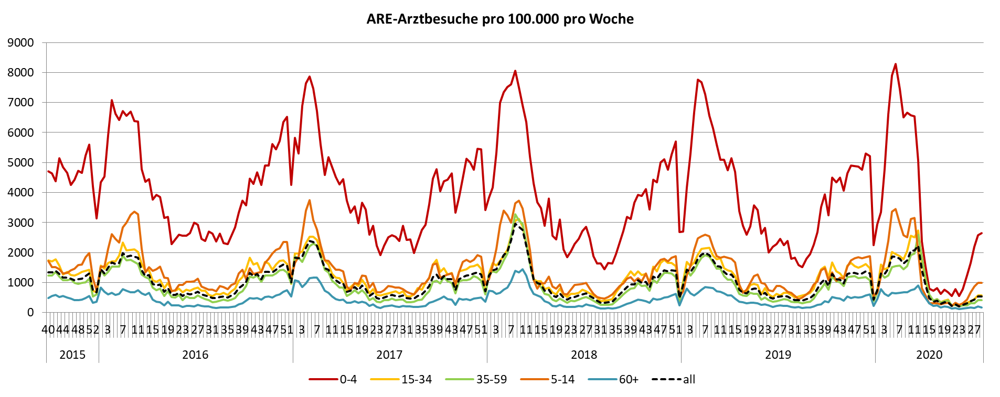 ARE-Arztbesuche pro 100.000 pro Woche
9000
8000
7000
6000
5000
4000
3000
2000
1000
0
40 44 48 52 3 7 11 15 19 23 27 31 35 39 43 47 51 3 7 11 15 19 23 27 31 35 39 43 47 51 3 7 11 15 19 23 27 31 35 39 43 47 51 3 7 11 15 19 23 27 31 35 39 43 47 51 3 7 11 15 19 23 27
2015 2016 2017 2018 2019 2020
0-4 15-34 35-59 5-14 60+ all